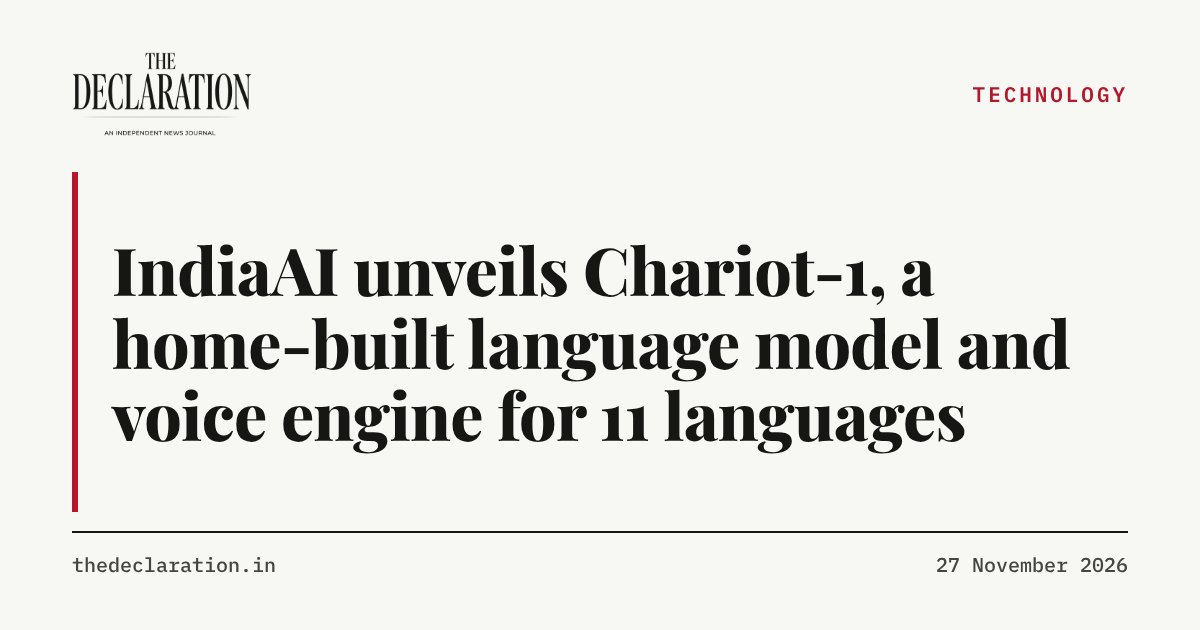 THE
DECLARATION
AN INDEPENDENT NEWS JOURNAL
TECHNOLOGY
IndiaAI unveils Chariot-1, a
home-built language model and
voice engine for 11 languages
thedeclaration.in
27 November 2026